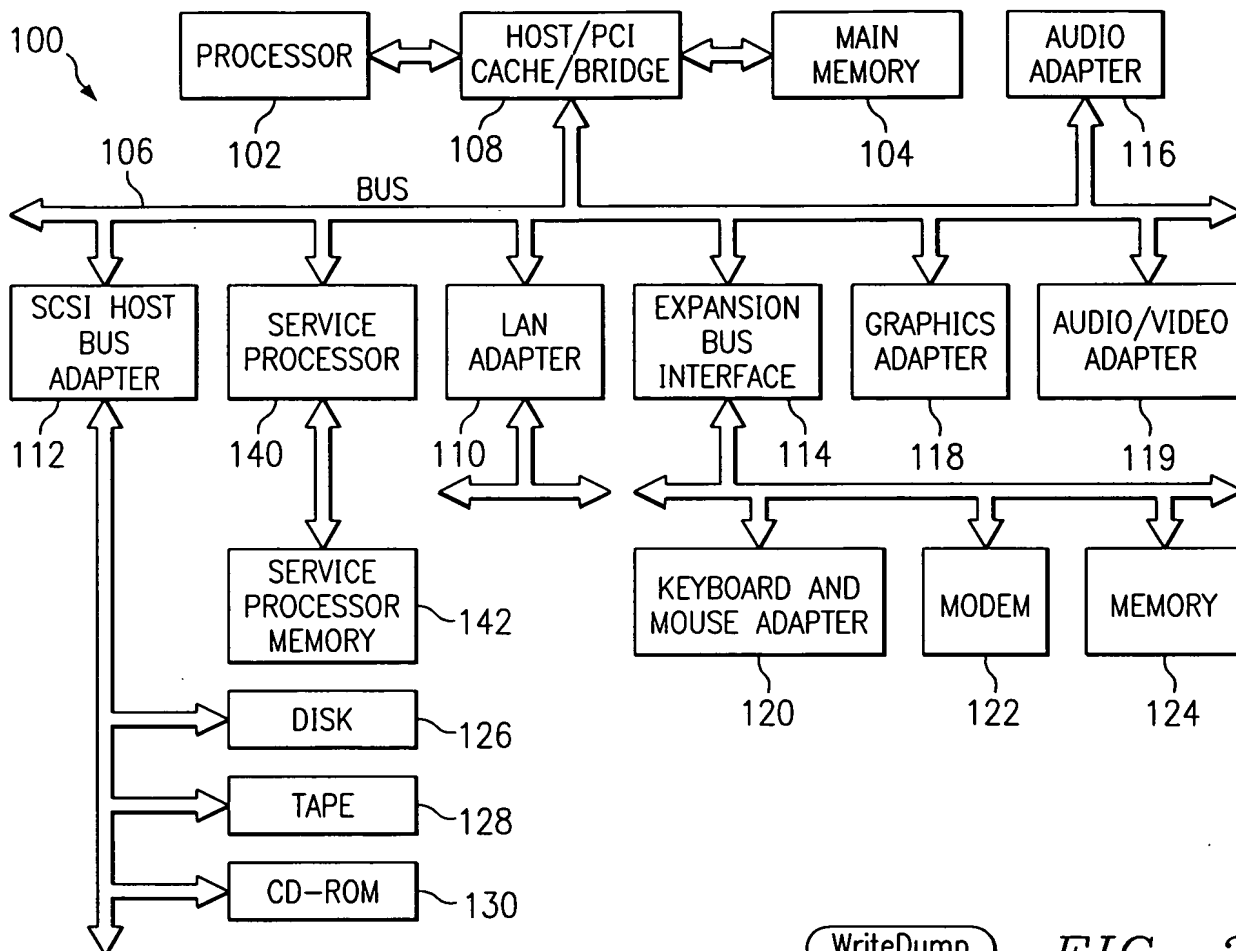 100
PROCESSOR
HOST/PCI
CACHE/BRIDGE
MAIN
MEMORY
AUDIO
ADAPTER
102
108
104
116
106
BUS
SCSI HOST
BUS
ADAPTER
SERVICE
PROCESSOR
LAN
ADAPTER
EXPANSION
BUS
INTERFACE
GRAPHICS
ADAPTER
AUDIO/VIDEO
ADAPTER
112
140
110
114
118
119
SERVICE
PROCESSOR
MEMORY
142
KEYBOARD AND
MOUSE ADAPTER
MODEM
MEMORY
120
122
124
DISK
126
TAPE
128
CD-ROM
130
WriteDump
FIG.